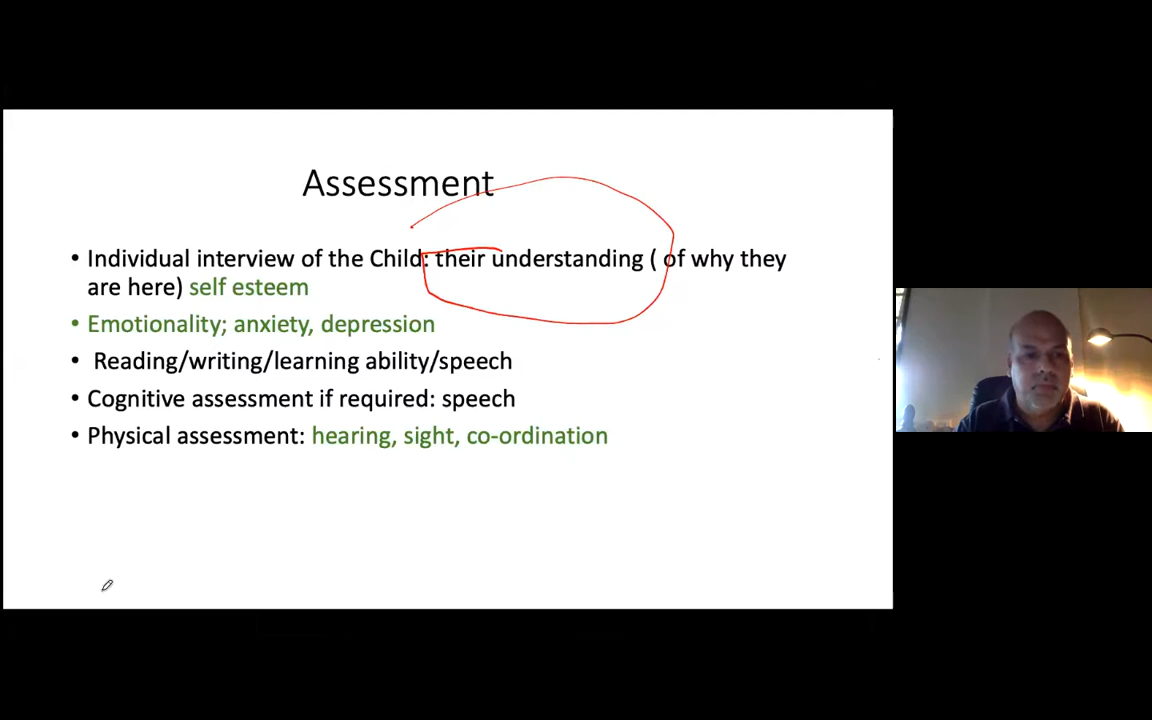 Assessment
• Individual interview of the Child: their understanding ( of why they
are here) self esteem
• Emotionality; anxiety, depression
• Reading/writing/learning ability/speech
• Cognitive assessment if required: speech
• Physical assessment: hearing, sight, co-ordination